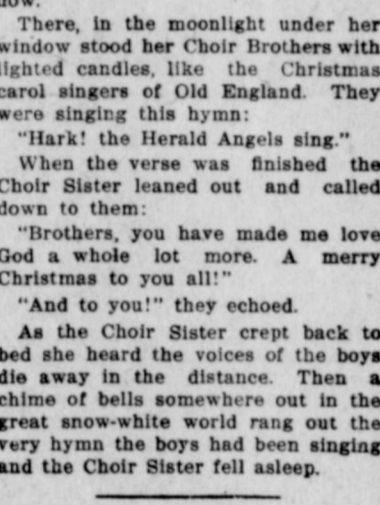 There, in the moonlight under her
window stood her Choir Brothers with
lighted candles, like the Christmas
carol singers of Old England. They
were singing this hymn:
"Hark! the Herald Angels sing."
When the verse was finished the
Choir Sister leaned out and called
down to them:
"Brothers, you have made me love
God a whole lot more. A merry
Christmas to you all!"
"And to you!" they echoed.
As the Choir Sister crept back to
bed she heard the voices of the boys
die away in the distance. Then a
chime of bells somewhere out in the
great snow-white world rang out the
very hymn the boys had been singing
and the Choir Sister fell asleep.